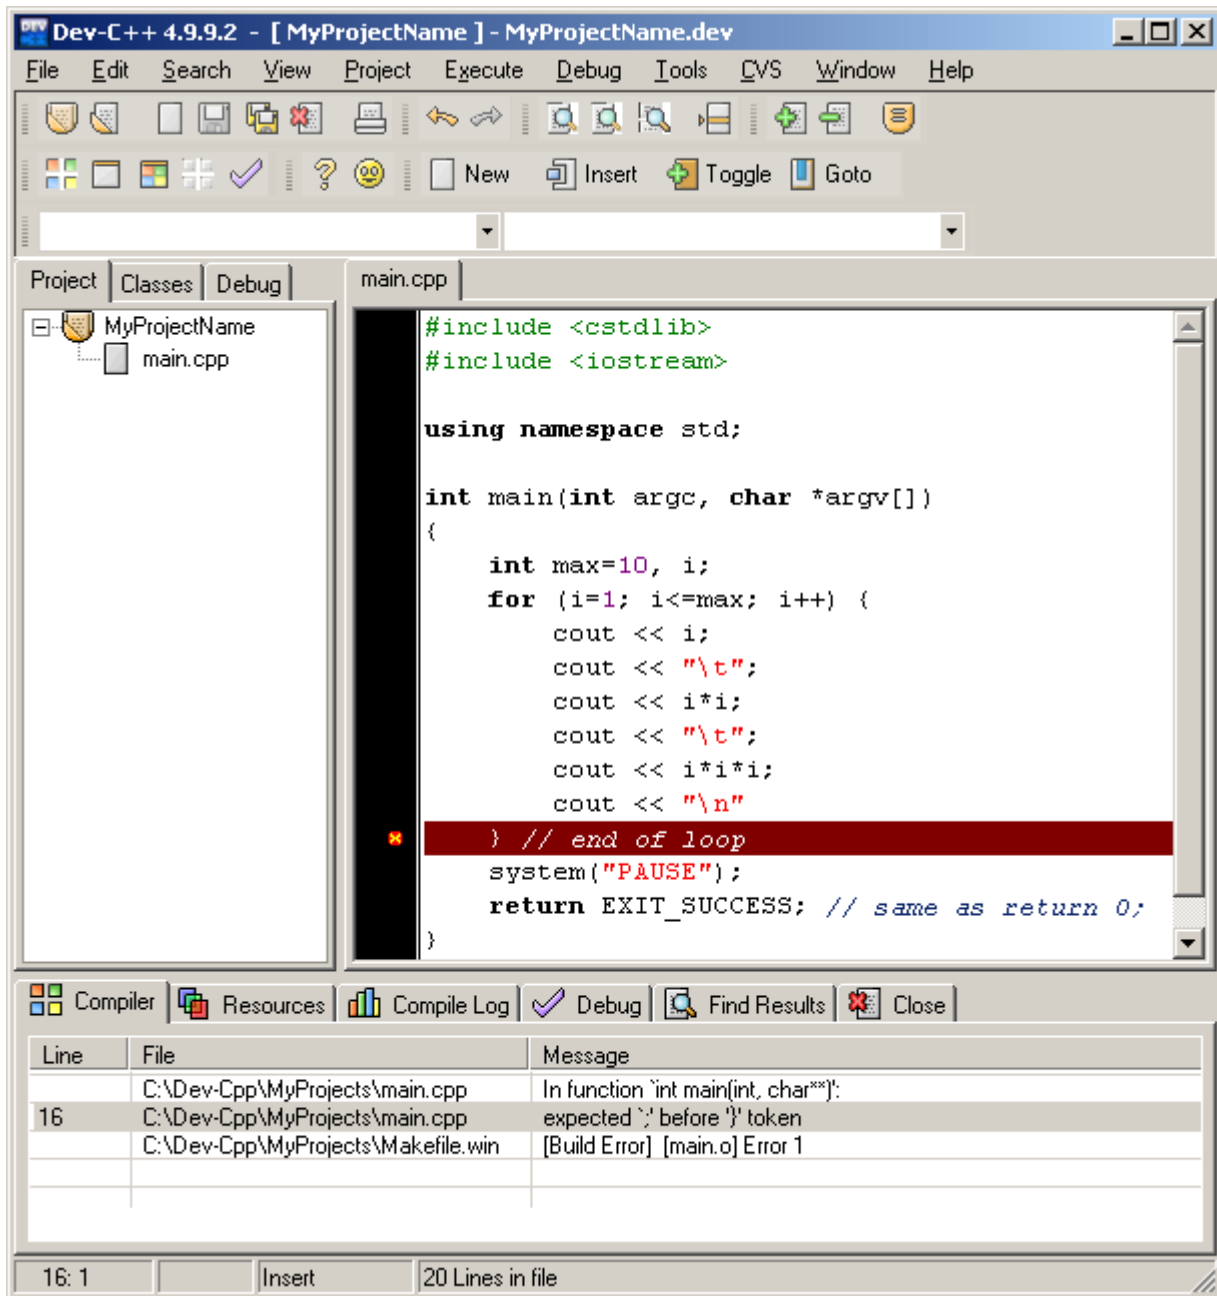 Dev-C++ 4.9.9.2 - [ MyProjectName ] - MyProjectName.dev
File Edit Search View Project Execute Debug Tools CVS Window Help
New Insert Toggle Goto
Project Classes Debug
main.cpp
MyProjectName
main.cpp
#include <cstdlib>
#include <iostream>
using namespace std;
int main(int argc, char *argv[])
{
int max=10, i;
for (i=1; i<=max; i++) {
cout << i;
cout << "\t";
cout << i*i;
cout << "\t";
cout << i*i*i;
cout << "\n"
} // end of loop
system("PAUSE");
return EXIT_SUCCESS; // same as return 0;
}
Compiler Resources Compile Log Debug Find Results Close
Line File Message
C:\Dev-Cpp\MyProjects\main.cpp In function `int main(int, char**)':
16 C:\Dev-Cpp\MyProjects\main.cpp expected `;' before '}' token
C:\Dev-Cpp\MyProjects\Makefile.win [Build Error] [main.o] Error 1
16: 1 Insert 20 Lines in file